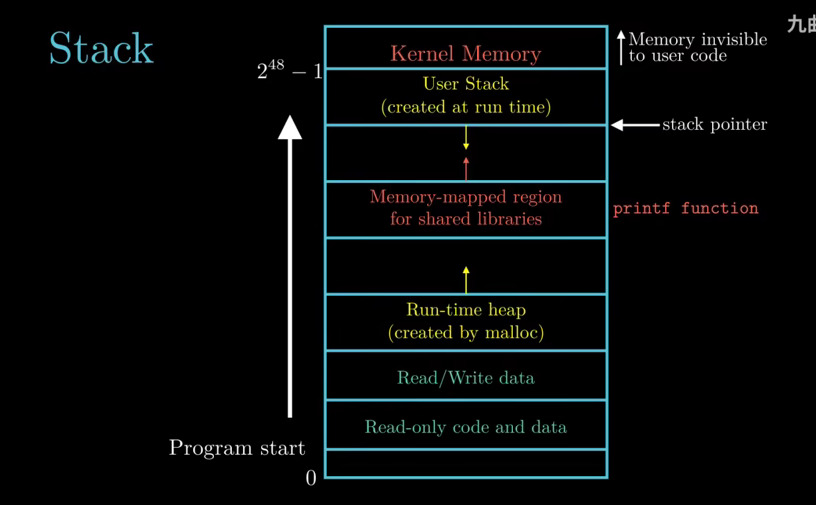 Stack
九曲
Kernel Memory
Memory invisible
to user code
2^48 − 1
User Stack
(created at run time)
stack pointer
Memory-mapped region
for shared libraries
printf function
Run-time heap
(created by malloc)
Read/Write data
Read-only code and data
Program start
0